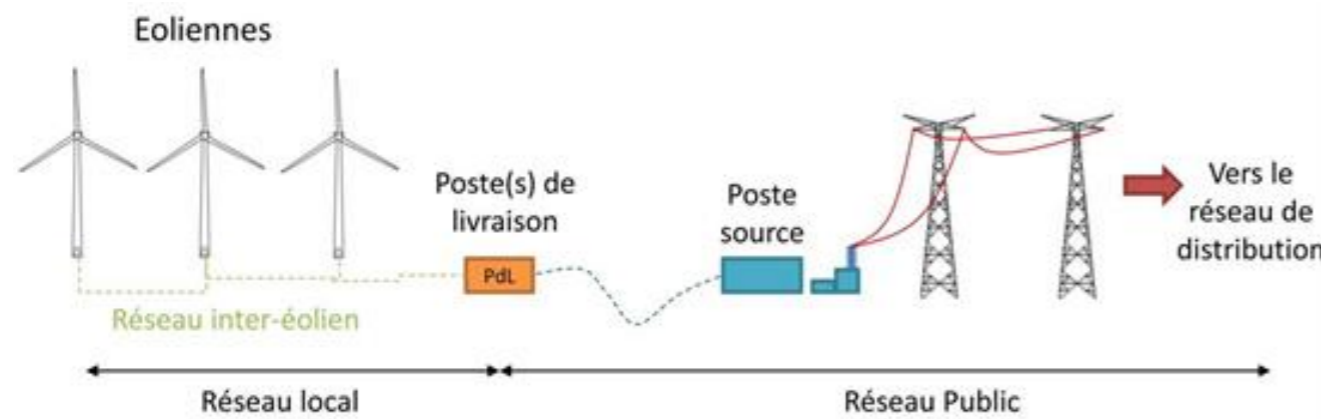 Eoliennes
Poste(s) de
livraison
PdL
Poste
source
Vers le
réseau de
distribution
Réseau inter-éolien
Réseau local
Réseau Public